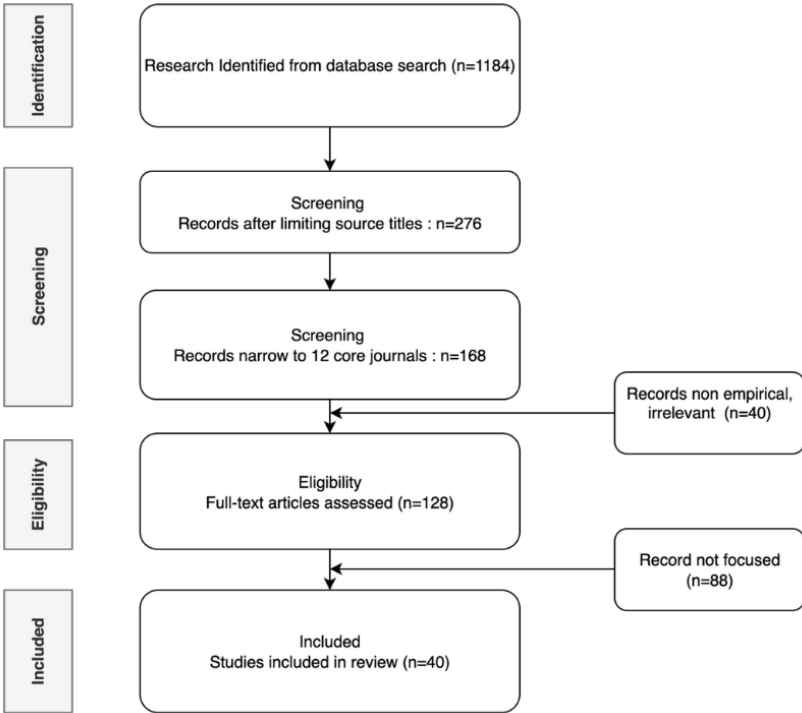 Identification
Research Identified from database search (n=1184)
Screening
Screening
Records after limiting source titles : n=276
Screening
Records narrow to 12 core journals : n=168
Records non empirical,
irrelevant (n=40)
Eligibility
Eligibility
Full-text articles assessed (n=128)
Record not focused
(n=88)
Included
Included
Studies included in review (n=40)